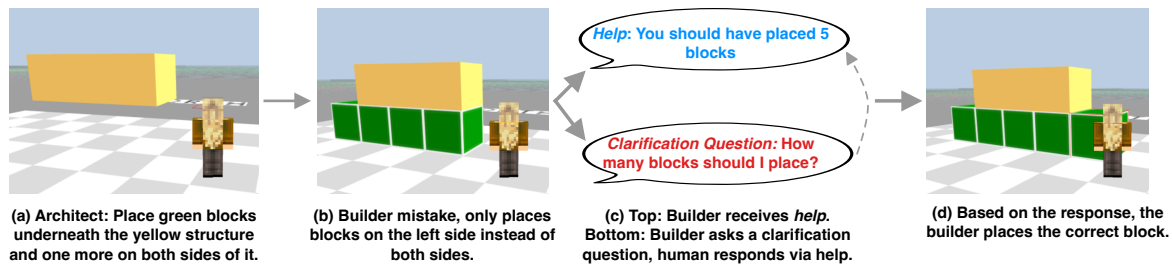 Help: You should have placed 5
blocks
Clarification Question: How
many blocks should I place?
(a) Architect: Place green blocks
underneath the yellow structure
and one more on both sides of it.
(b) Builder mistake, only places
blocks on the left side instead of
both sides.
(c) Top: Builder receives help.
Bottom: Builder asks a clarification
question, human responds via help.
(d) Based on the response, the
builder places the correct block.